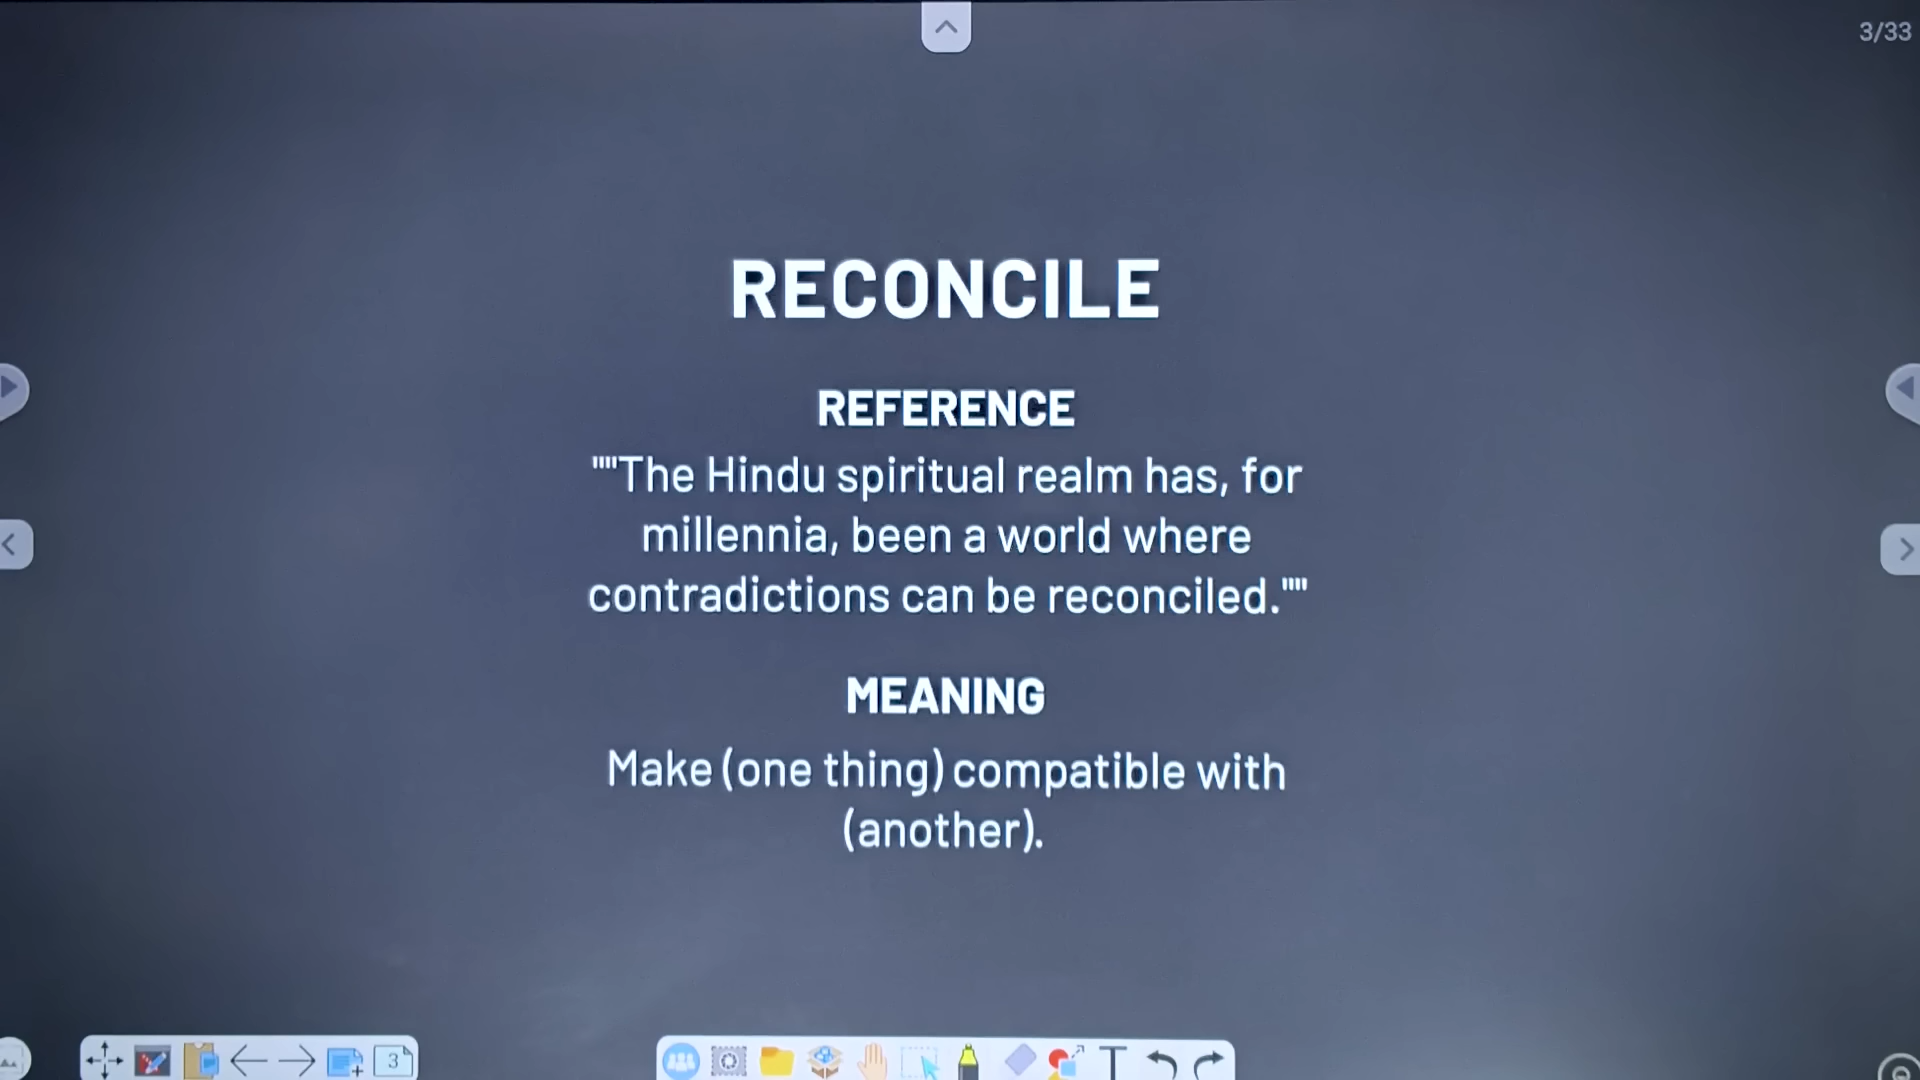 3/33
RECONCILE
REFERENCE
""The Hindu spiritual realm has, for
millennia, been a world where
contradictions can be reconciled.""
MEANING
Make (one thing) compatible with
(another).
3
T